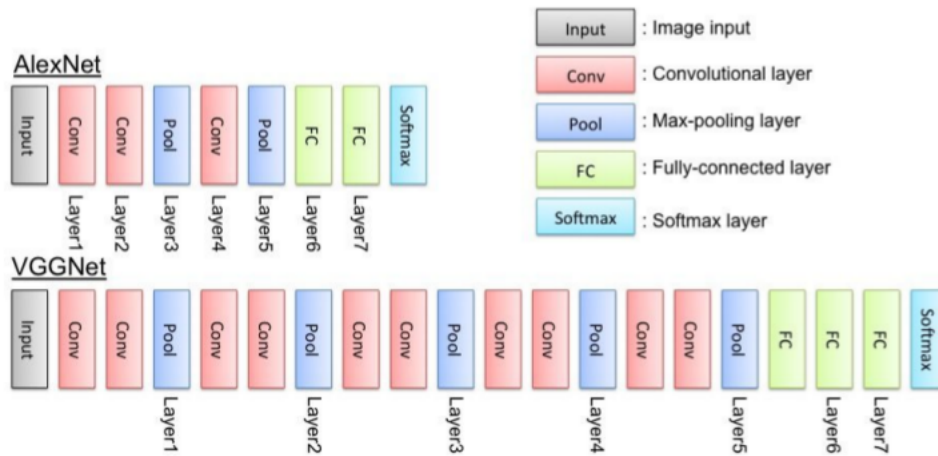 Input : Image input
Conv : Convolutional layer
Pool : Max-pooling layer
FC : Fully-connected layer
Softmax : Softmax layer
AlexNet
Input Conv Conv Pool Conv Pool FC FC Softmax
Layer1 Layer2 Layer3 Layer4 Layer5 Layer6 Layer7
VGGNet
Input Conv Conv Pool Conv Conv Pool Conv Conv Pool Conv Conv Pool Conv Conv Pool FC FC FC Softmax
Layer1 Layer2 Layer3 Layer4 Layer5 Layer6 Layer7